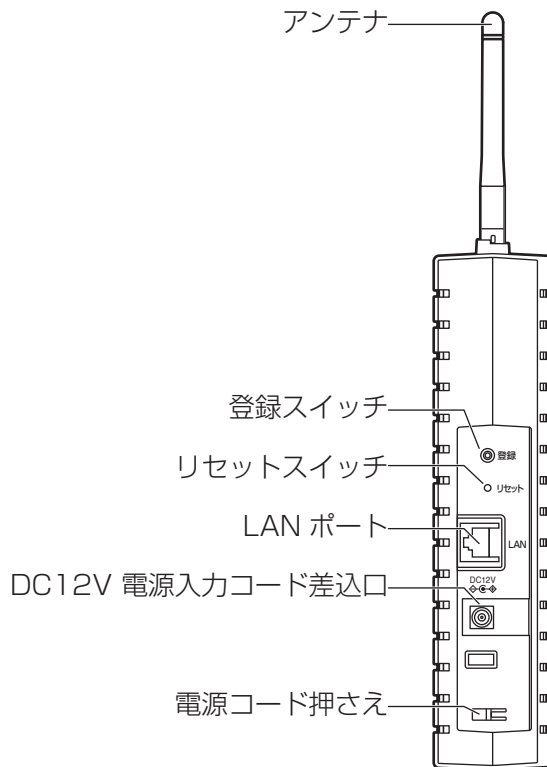 アンテナ
登録スイッチ
登録
リセットスイッチ
リセット
LAN ポート
LAN
DC12V 電源入力コード差込口
DC12V
電源コード押さえ